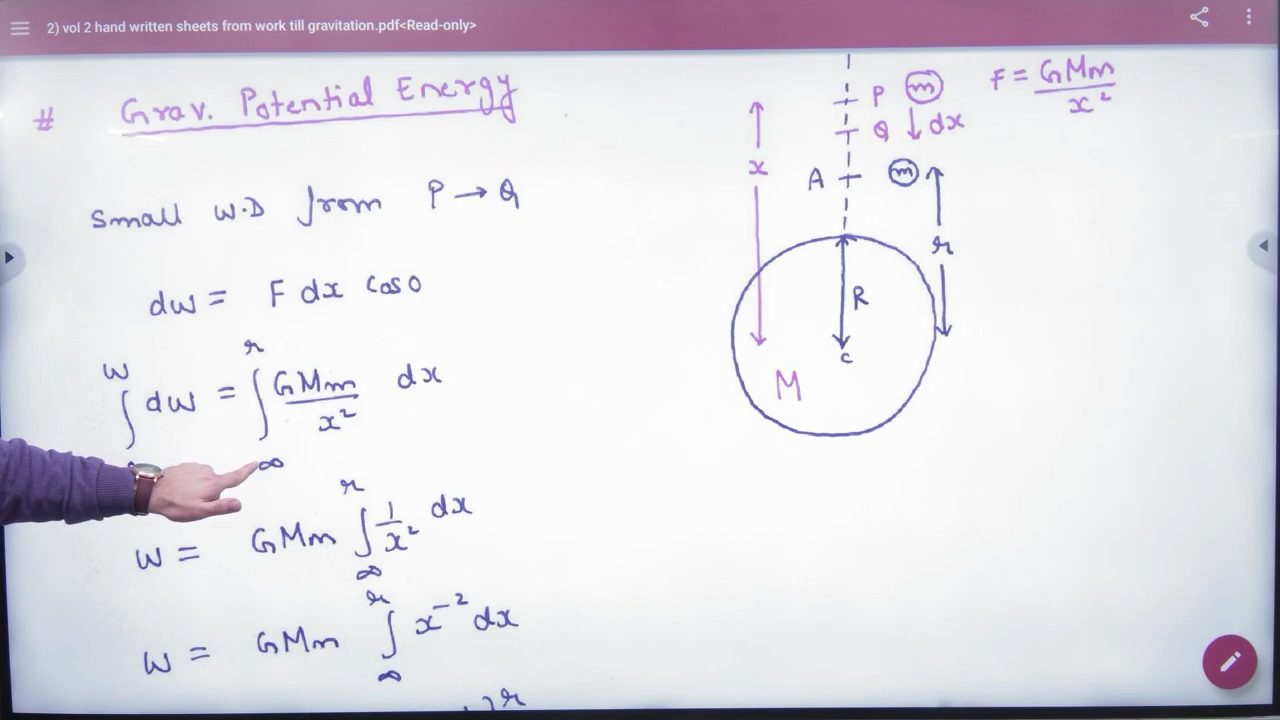 2) vol 2 hand written sheets from work till gravitation.pdf<Read-only>
# Grav. Potential Energy
Small W.D from P → Q
dw = F dx cos 0
∫ w dw = ∫ ∞ r GMm/x² dx
w = GMm ∫ ∞ r 1/x² dx
w = GMm ∫ ∞ r x⁻² dx
r
F = GMm/x²
P m
Q ↓ dx
x
A m
r
R
c
M